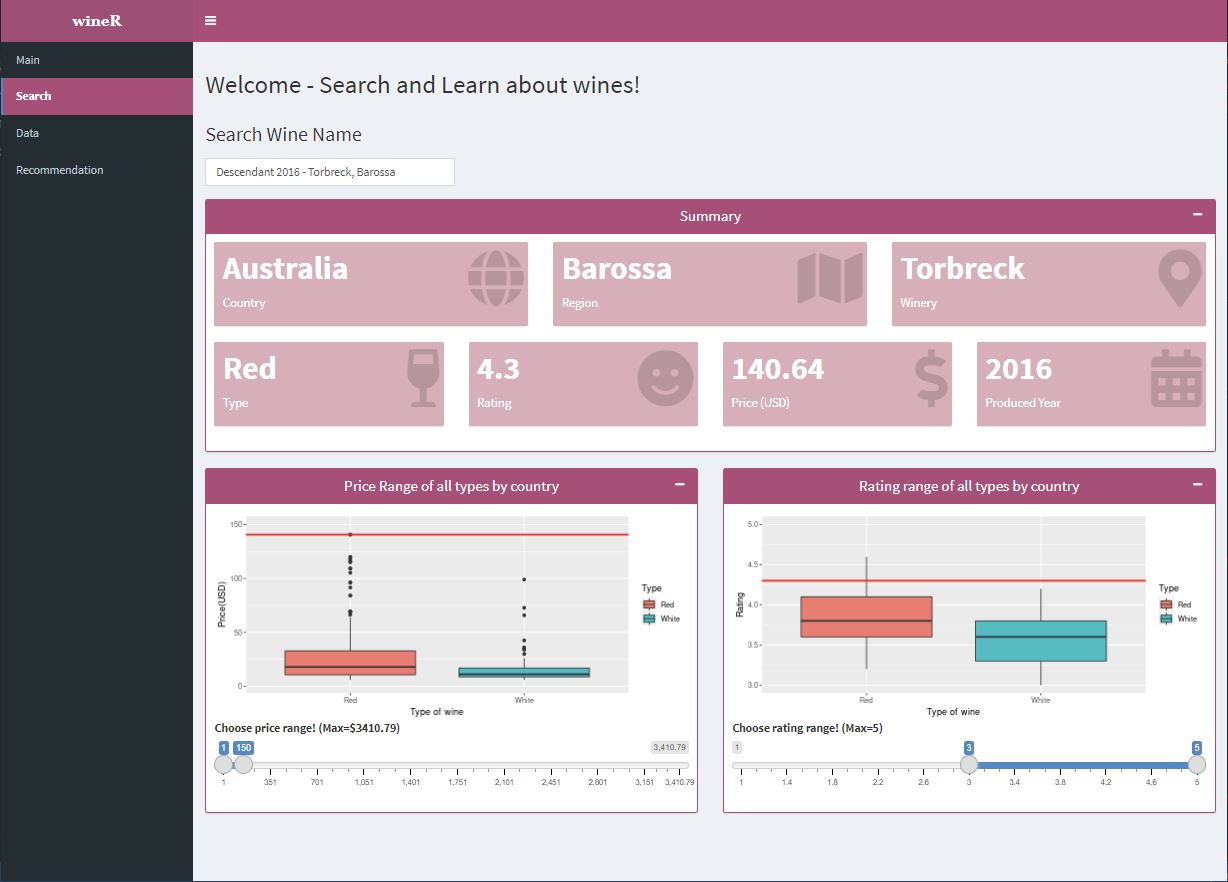 wineR
Main
Search
Data
Recommendation
Welcome - Search and Learn about wines!
Search Wine Name
Descendant 2016 - Torbreck, Barossa
Summary
Australia
Country
Barossa
Region
Torbreck
Winery
Red
Type
4.3
Rating
140.64
Price (USD)
2016
Produced Year
Price Range of all types by country
150
100
50
0
Price(USD)
Red White
Type of wine
Type
Red
White
Choose price range! (Max=$3410.79)
1 150 3,410.79
1 351 701 1,051 1,401 1,751 2,101 2,451 2,801 3,151 3,410.79
Rating range of all types by country
5.0
4.5
4.0
3.5
3.0
Rating
Red White
Type of wine
Type
Red
White
Choose rating range! (Max=5)
1 3 5
1 1.4 1.8 2.2 2.6 3 3.4 3.8 4.2 4.6 5